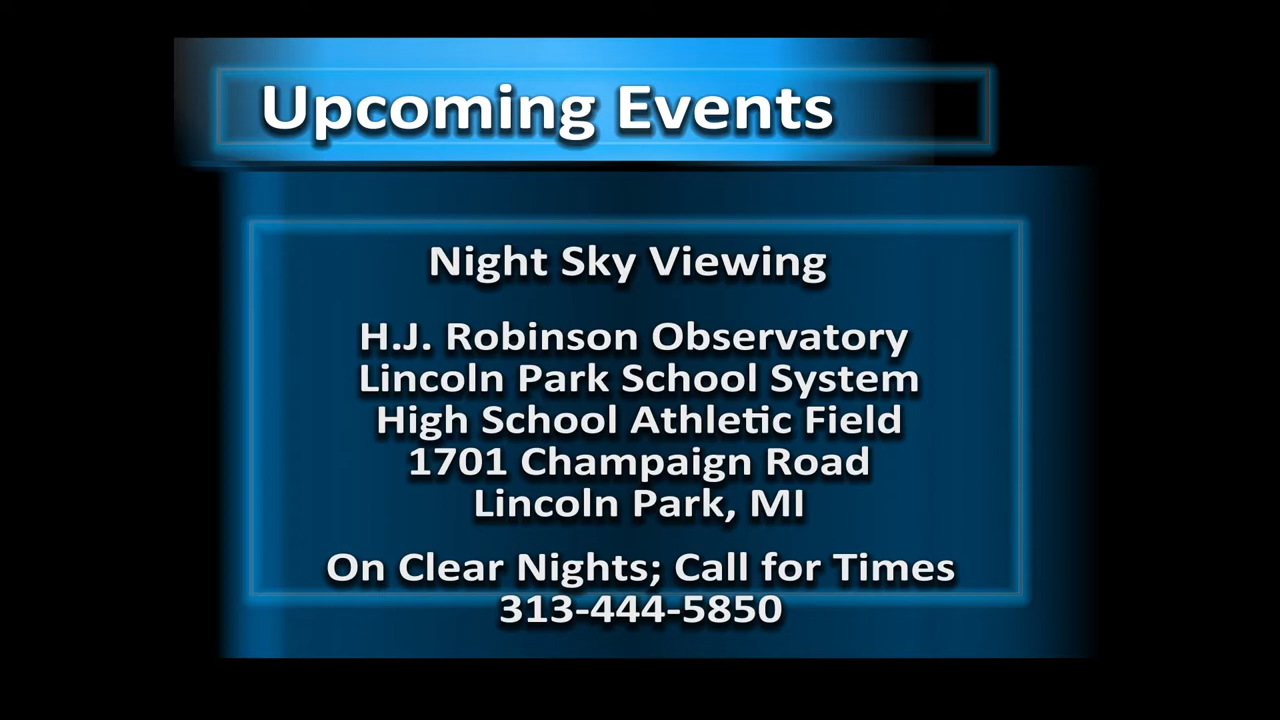 Upcoming Events
Night Sky Viewing
H.J. Robinson Observatory
Lincoln Park School System
High School Athletic Field
1701 Champaign Road
Lincoln Park, MI
On Clear Nights; Call for Times
313-444-5850